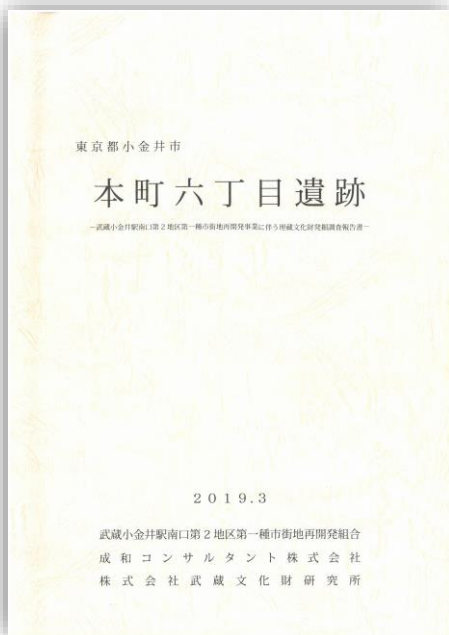 東京都小金井市
本町六丁目遺跡
―武蔵小金井駅南口第2地区第一種市街地再開発事業に伴う埋蔵文化財発掘調査報告書―
2019.3
武蔵小金井駅南口第2地区第一種市街地再開発組合
成和コンサルタント株式会社
株式会社武蔵文化財研究所